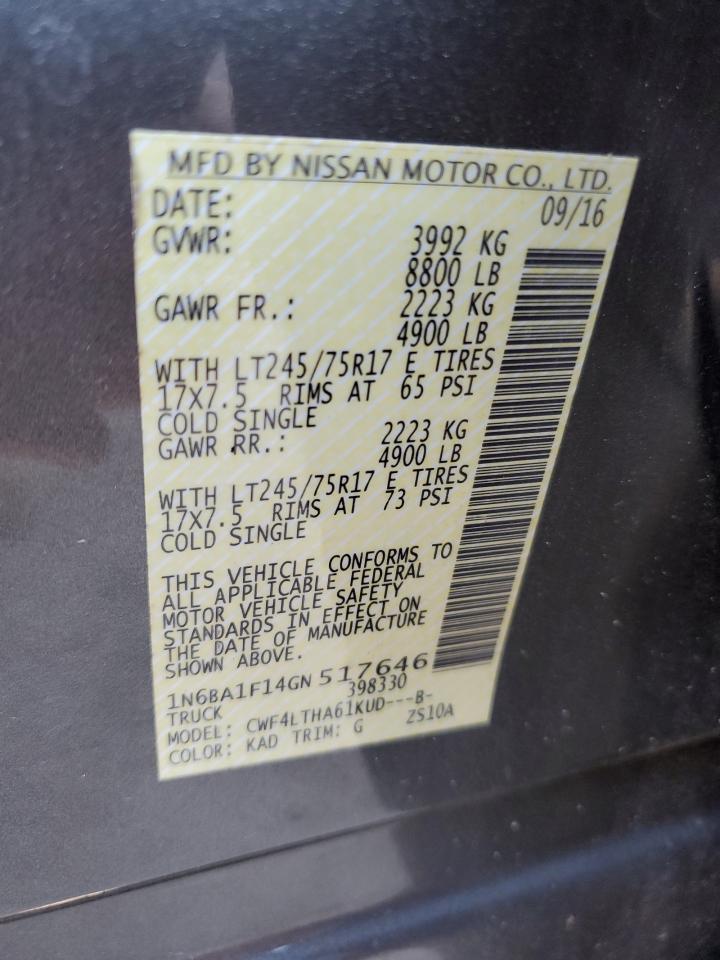 MFD BY NISSAN MOTOR CO., LTD.
DATE: 09/16
GVWR: 3992 KG
8800 LB
GAWR FR.: 2223 KG
4900 LB
WITH LT245/75R17 E TIRES
17X7.5 RIMS AT 65 PSI
COLD SINGLE
GAWR RR.: 2223 KG
4900 LB
WITH LT245/75R17 E TIRES
17X7.5 RIMS AT 73 PSI
COLD SINGLE
THIS VEHICLE CONFORMS TO
ALL APPLICABLE FEDERAL
MOTOR VEHICLE SAFETY
STANDARDS IN EFFECT ON
THE DATE OF MANUFACTURE
SHOWN ABOVE.
1N6BA1F14GN517646
TRUCK 398330
MODEL: CWF4LTHA61KUD---B-
COLOR: KAD TRIM: G ZS10A